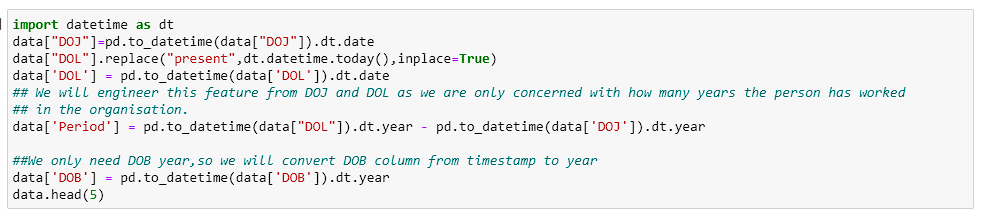 import datetime as dt
data["DOJ"]=pd.to_datetime(data["DOJ"]).dt.date
data["DOL"].replace("present",dt.datetime.today(),inplace=True)
data['DOL'] = pd.to_datetime(data['DOL']).dt.date
## We will engineer this feature from DOJ and DOL as we are only concerned with how many years the person has worked
## in the organisation.
data['Period'] = pd.to_datetime(data["DOL"]).dt.year - pd.to_datetime(data['DOJ']).dt.year

##We only need DOB year,so we will convert DOB column from timestamp to year
data['DOB'] = pd.to_datetime(data['DOB']).dt.year
data.head(5)